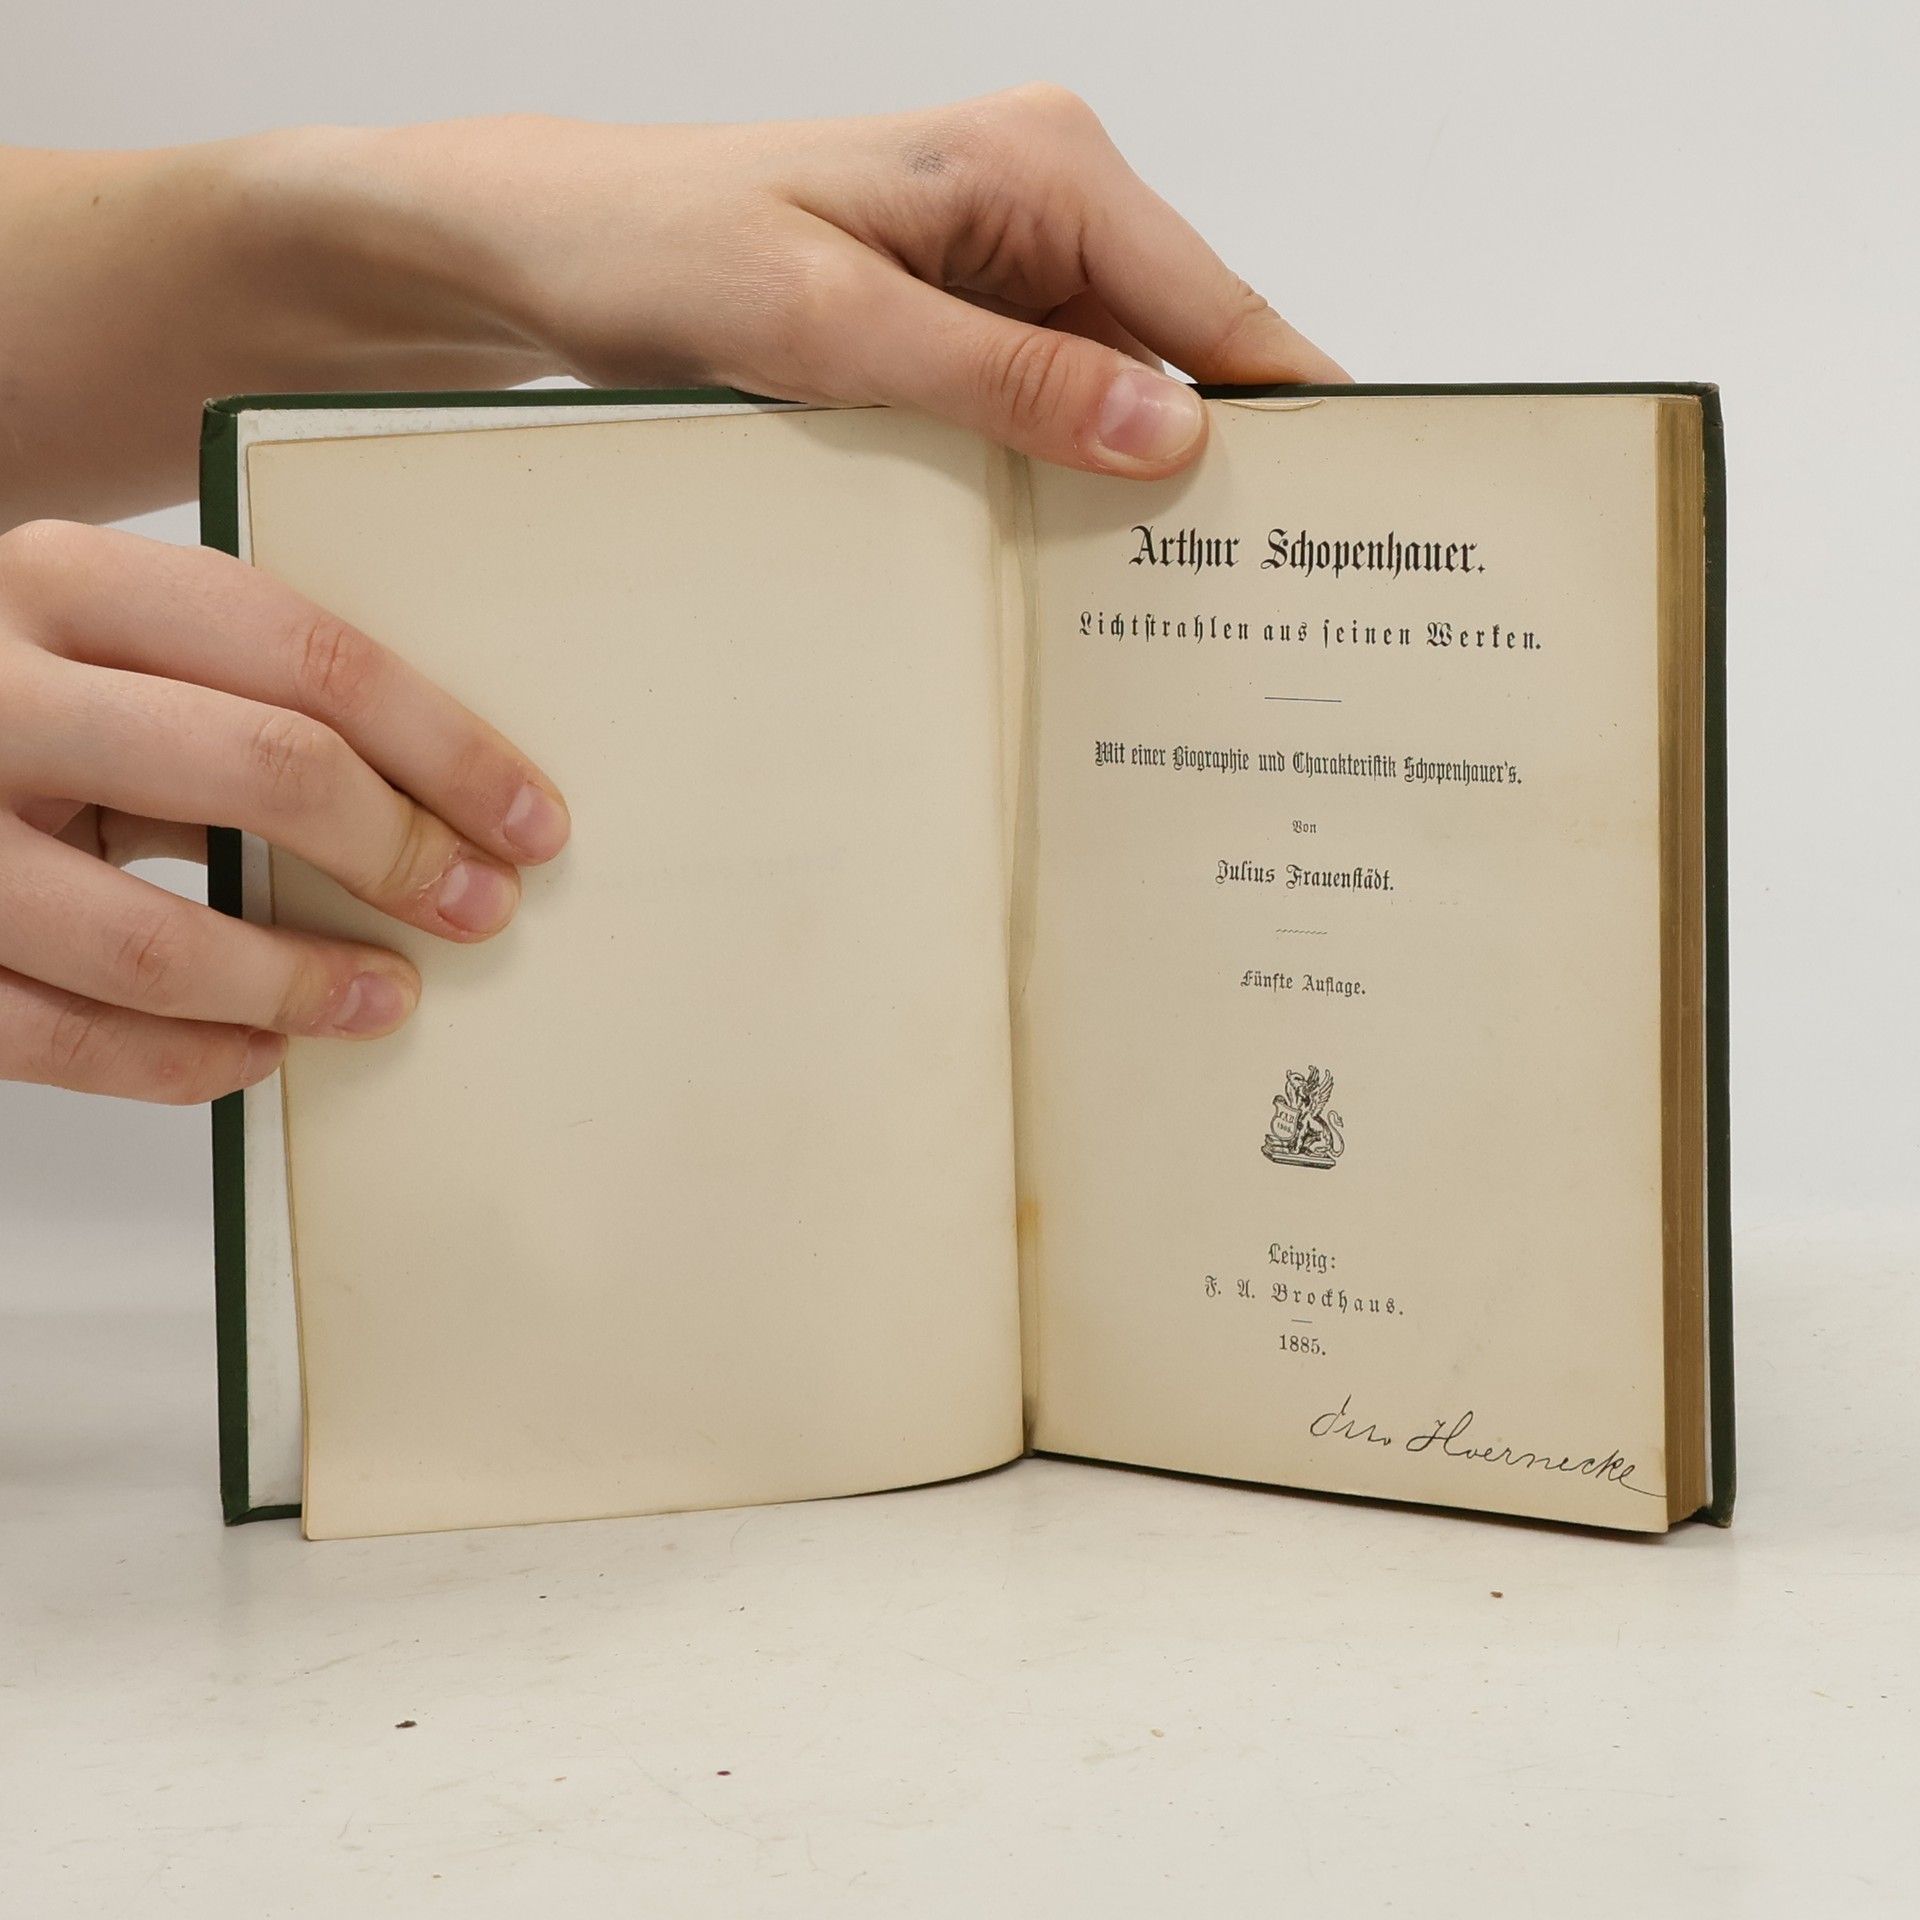 Arthur Schopenhauer.
Lichtstrahlen aus seinen Werken.
Mit einer Biographie und Charakteristik Schopenhauer's.
Von
Julius Frauenstädt.
Fünfte Auflage.
F.A.B.
Leipzig:
F. A. Brockhaus.
1885.
Hoernecke